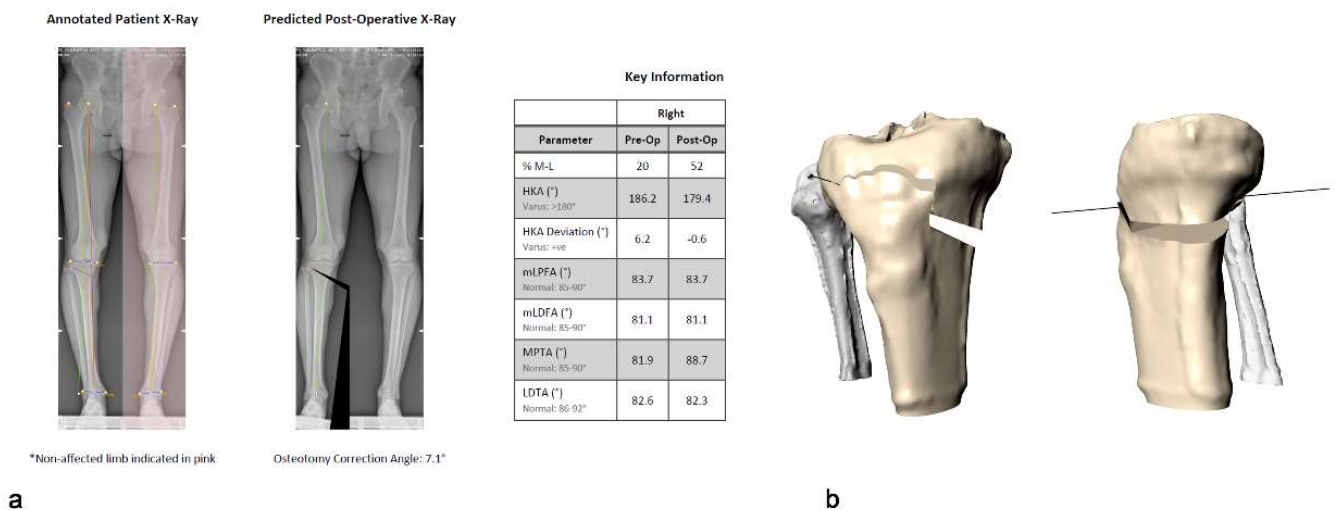 Annotated Patient X-Ray
Predicted Post-Operative X-Ray
Key Information
Right
Parameter Pre-Op Post-Op
% M-L 20 52
HKA (°) 186.2 179.4
Varus: >180°
HKA Deviation (°) 6.2 -0.6
Varus: +ve
mLPFA (°) 83.7 83.7
Normal: 85-90°
mLDFA (°) 81.1 81.1
Normal: 85-90°
MPTA (°) 81.9 88.7
Normal: 85-90°
LDTA (°) 82.6 82.3
Normal: 86-92°
*Non-affected limb indicated in pink
Osteotomy Correction Angle: 7.1°
a
b